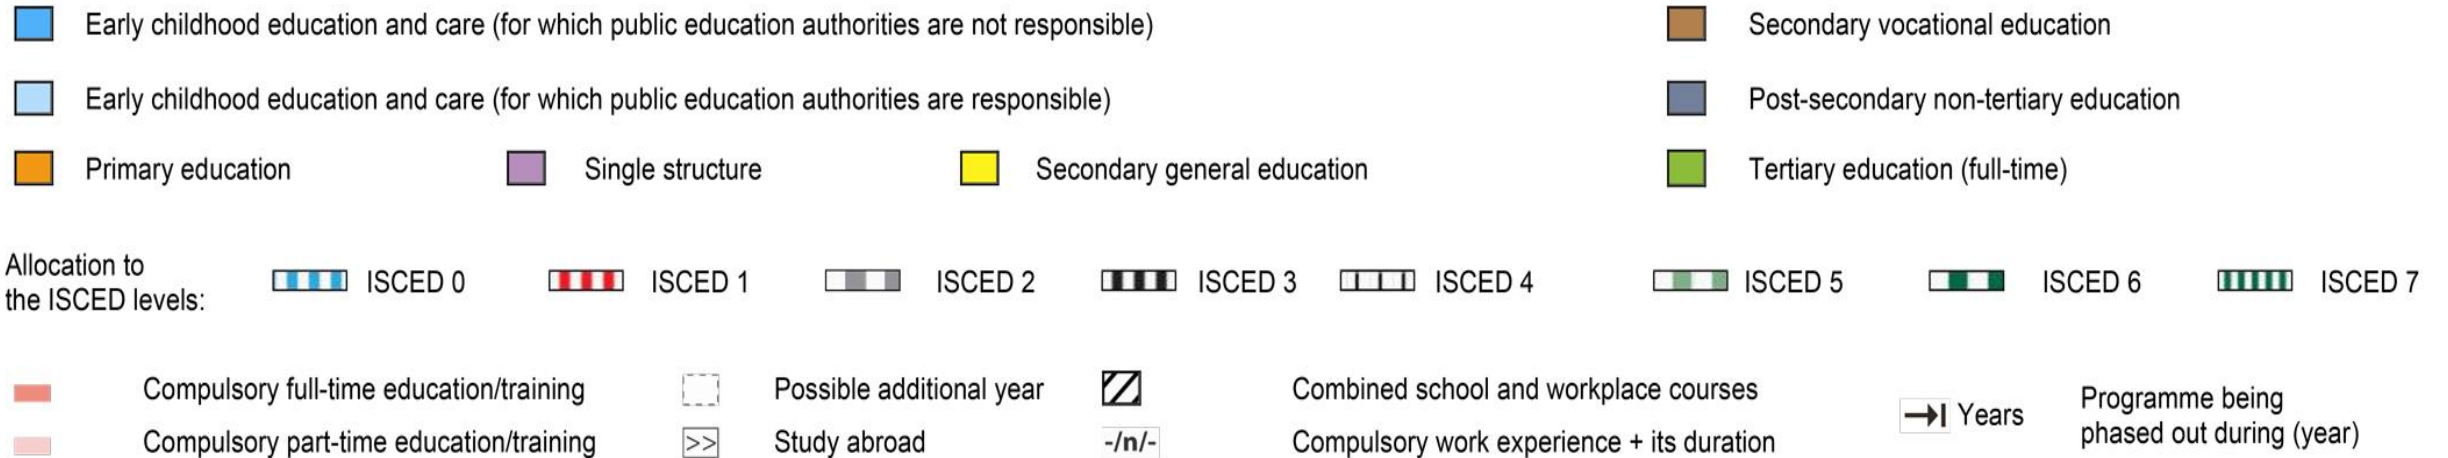 Early childhood education and care (for which public education authorities are not responsible)
Secondary vocational education
Early childhood education and care (for which public education authorities are responsible)
Post-secondary non-tertiary education
Primary education
Single structure
Secondary general education
Tertiary education (full-time)
Allocation to
the ISCED levels:
ISCED 0
ISCED 1
ISCED 2
ISCED 3
ISCED 4
ISCED 5
ISCED 6
ISCED 7
Compulsory full-time education/training
Possible additional year
Combined school and workplace courses
Years
Programme being
phased out during (year)
Compulsory part-time education/training
>> Study abroad
-/n/- Compulsory work experience + its duration